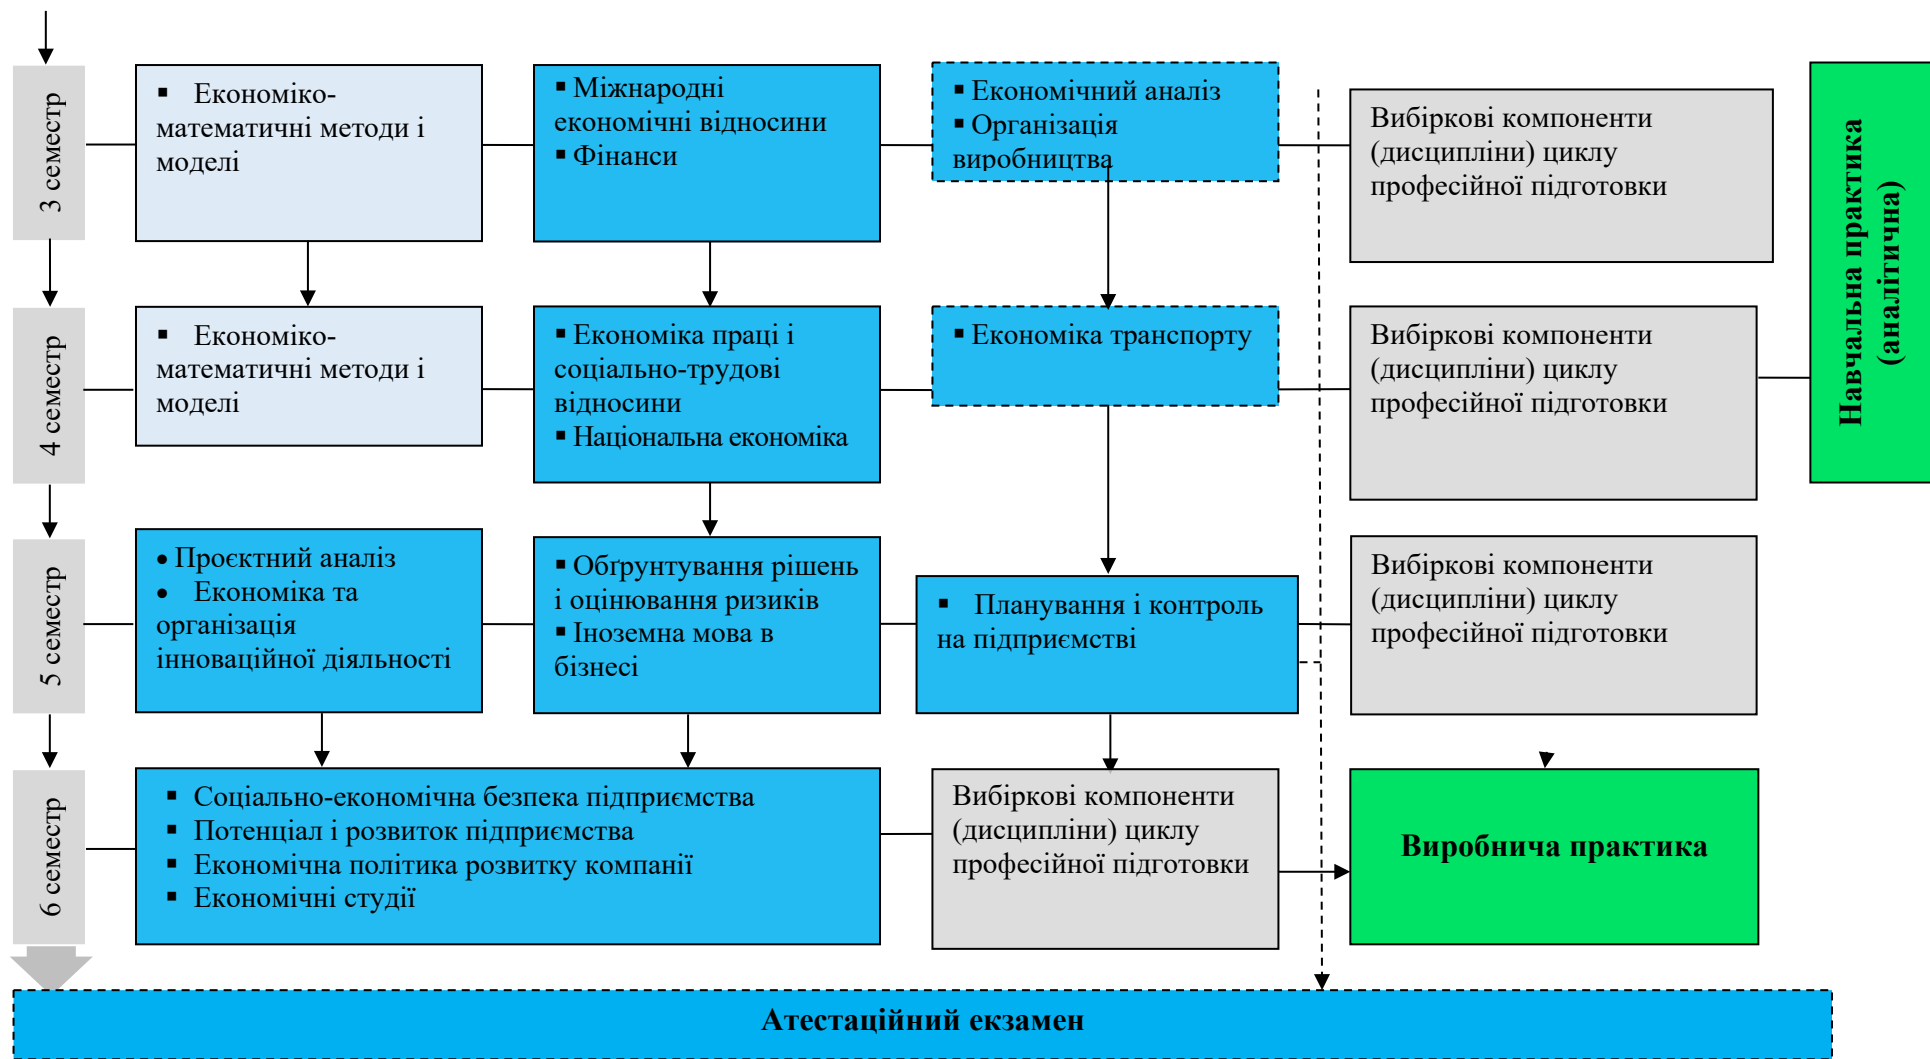 3 семестр
▪ Економіко-
математичні методи і
моделі
▪ Міжнародні
економічні відносини
▪ Фінанси
▪ Економічний аналіз
▪ Організація
виробництва
Вибіркові компоненти
(дисципліни) циклу
професійної підготовки
Навчальна практика
(аналітична)
4 семестр
▪ Економіко-
математичні методи і
моделі
▪ Економіка праці і
соціально-трудові
відносини
▪ Національна економіка
▪ Економіка транспорту
Вибіркові компоненти
(дисципліни) циклу
професійної підготовки
5 семестр
• Проєктний аналіз
• Економіка та
організація
інноваційної діяльності
▪ Обґрунтування рішень
і оцінювання ризиків
▪ Іноземна мова в
бізнесі
▪ Планування і контроль
на підприємстві
Вибіркові компоненти
(дисципліни) циклу
професійної підготовки
6 семестр
▪ Соціально-економічна безпека підприємства
▪ Потенціал і розвиток підприємства
▪ Економічна політика розвитку компанії
▪ Економічні студії
Вибіркові компоненти
(дисципліни) циклу
професійної підготовки
Виробнича практика
Атестаційний екзамен